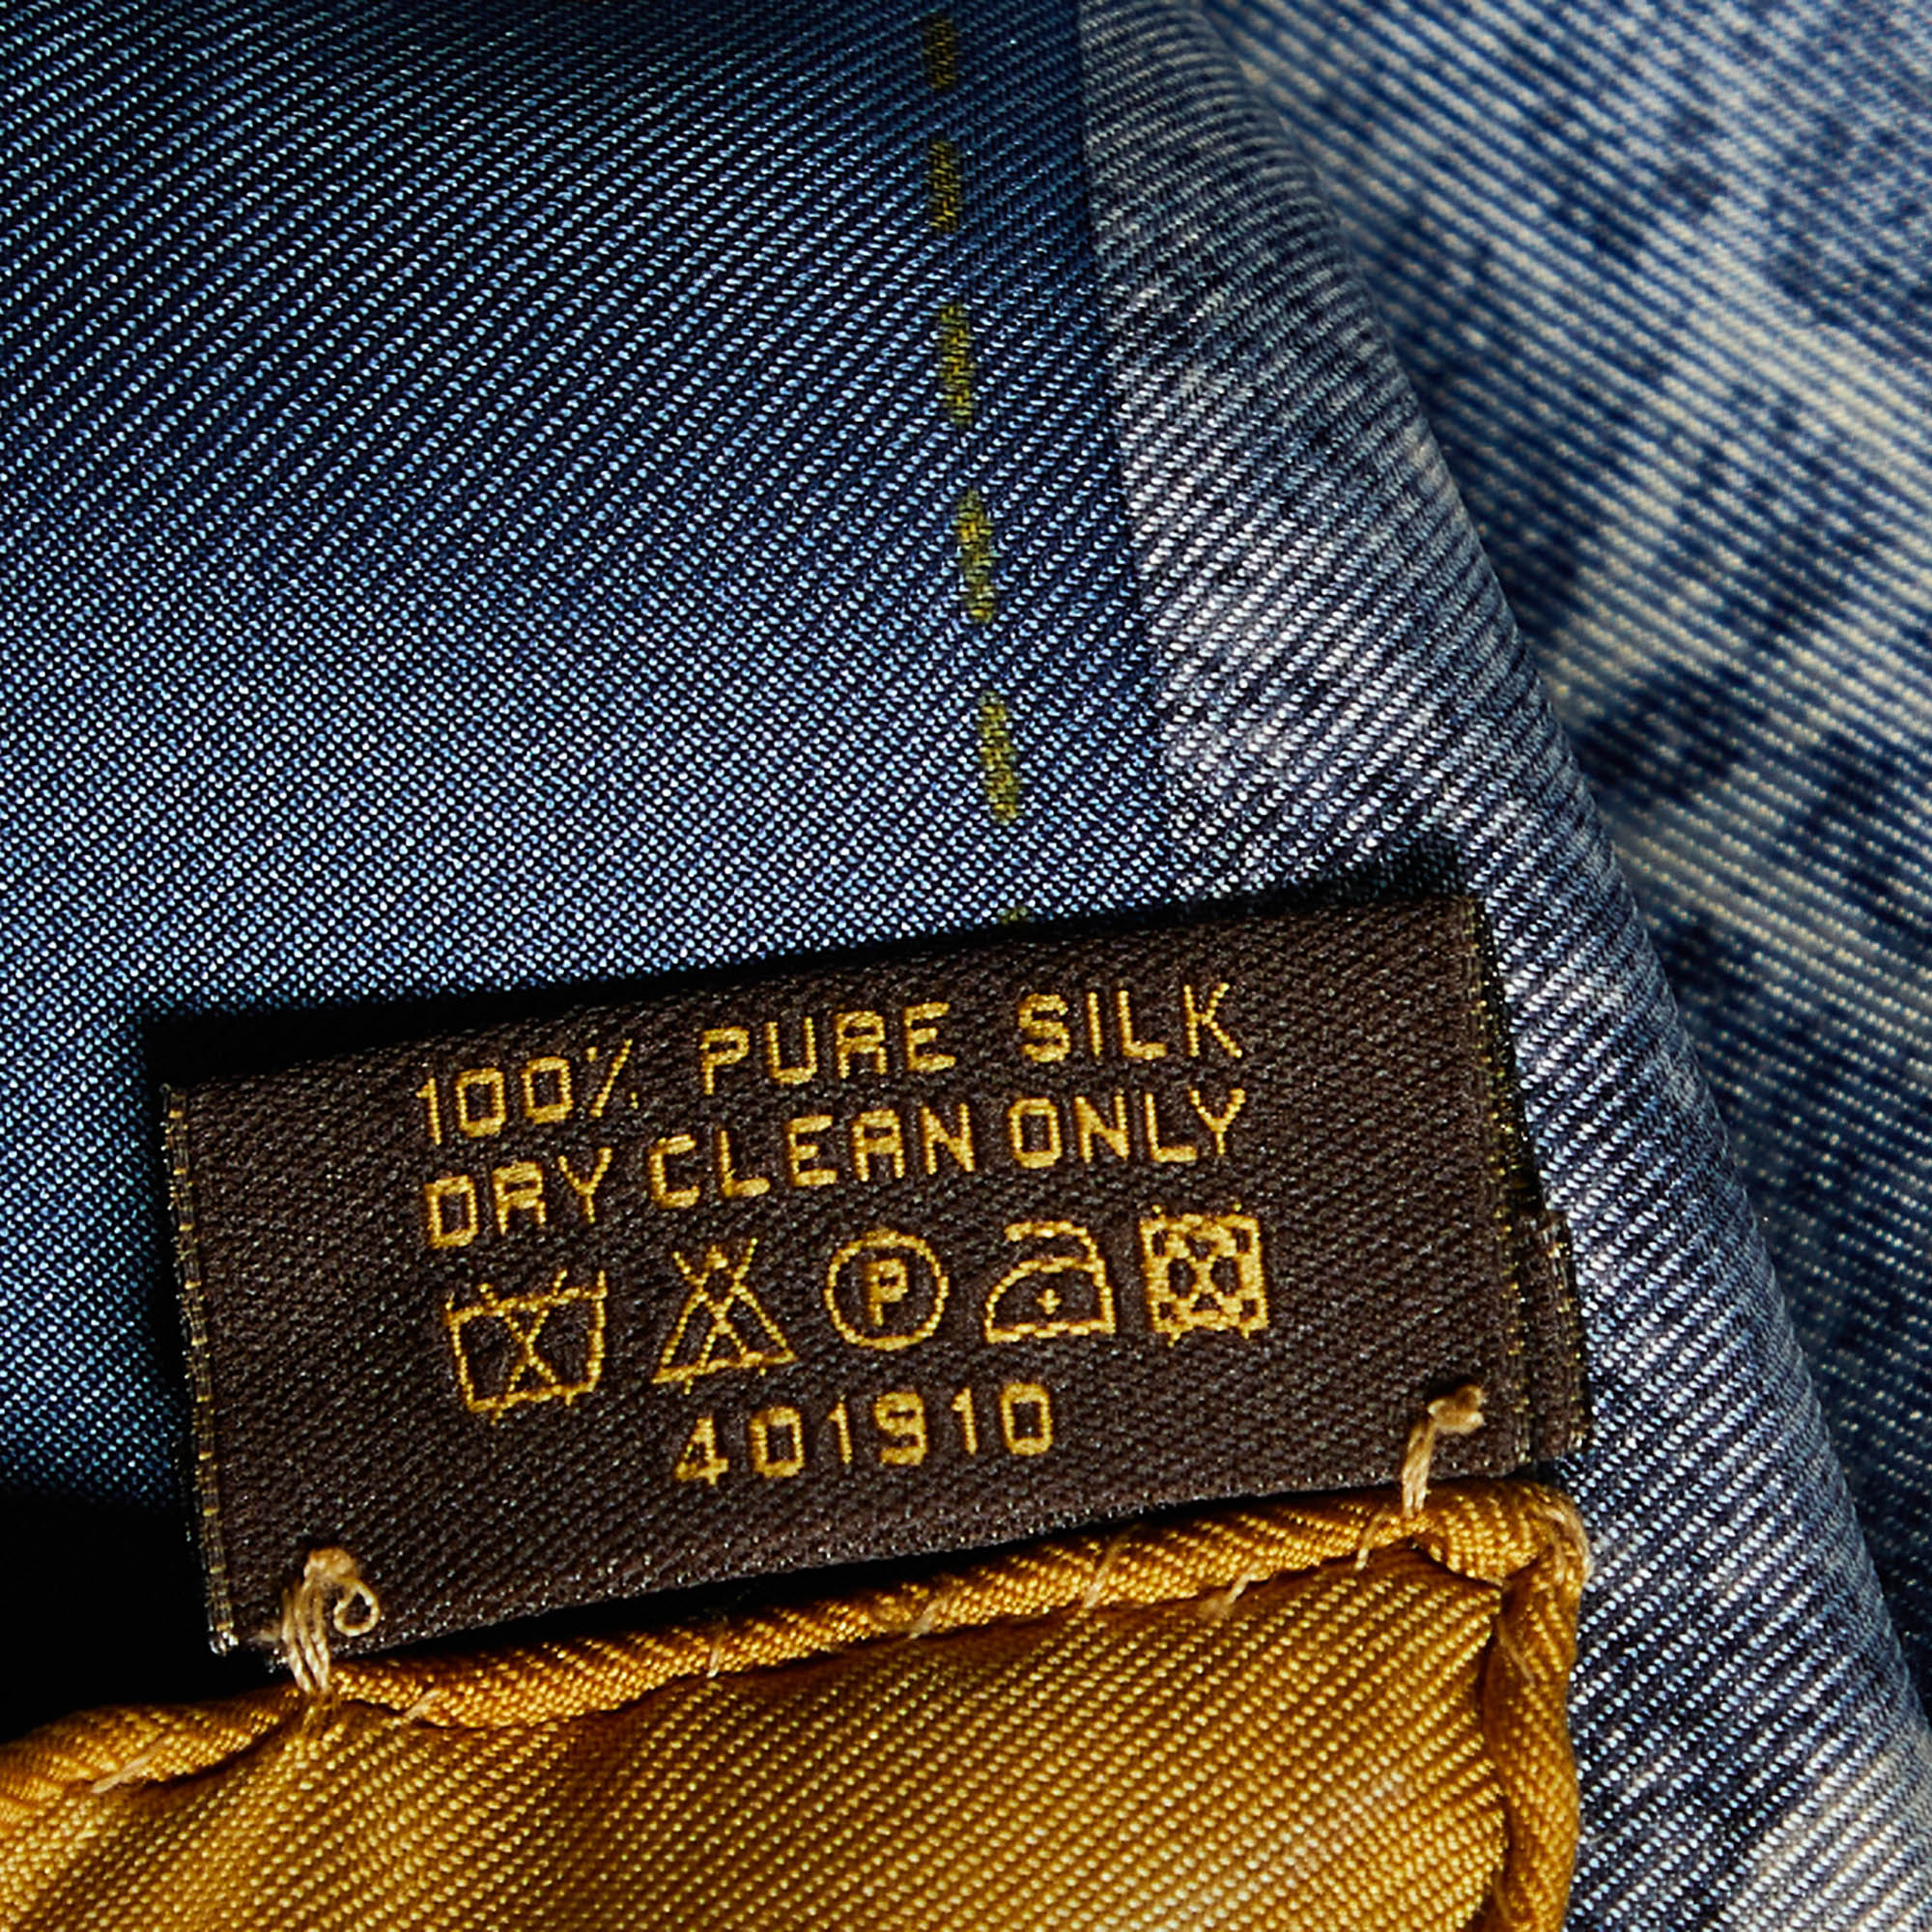 100% PURE SILK
DRY CLEAN ONLY
P
401910